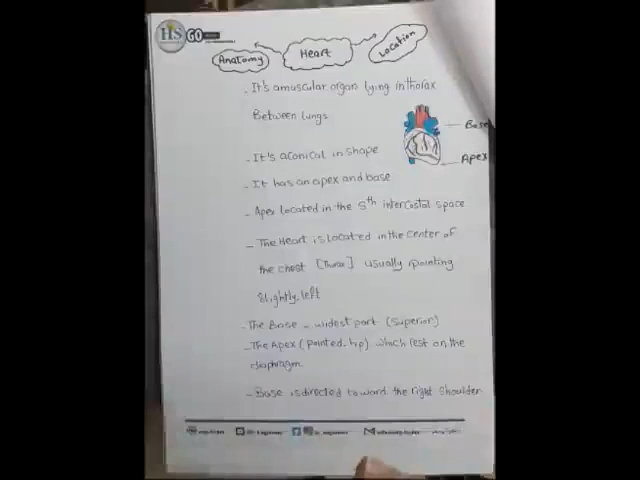 HS GO
Anatomy
Heart
Location
. It's a muscular organ lying in thorax
Between lungs
Base
. It's a conical in shape
Apex
- It has an apex and base
- Apex located in the 5th intercostal space
- The Heart is located in the center of
the chest [Thorax] usually pointing
slightly left
- The Base = widest part (superior)
- The Apex (pointed tip) which rest on the
diaphragm
- Base is directed toward the right shoulder